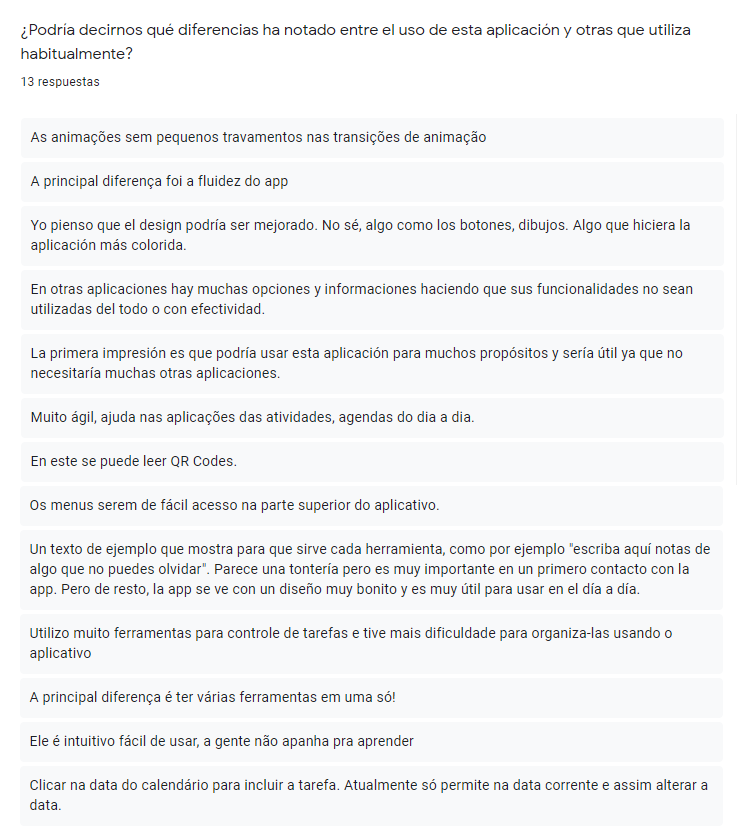 ¿Podría decirnos qué diferencias ha notado entre el uso de esta aplicación y otras que utiliza
habitualmente?
13 respuestas
As animações sem pequenos travamentos nas transições de animação
A principal diferença foi a fluidez do app
Yo pienso que el design podría ser mejorado. No sé, algo como los botones, dibujos. Algo que hiciera la
aplicación más colorida.
En otras aplicaciones hay muchas opciones y informaciones haciendo que sus funcionalidades no sean
utilizadas del todo o con efectividad.
La primera impresión es que podría usar esta aplicación para muchos propósitos y sería útil ya que no
necesitaría muchas otras aplicaciones.
Muito ágil, ajuda nas aplicações das atividades, agendas do dia a dia.
En este se puede leer QR Codes.
Os menus serem de fácil acesso na parte superior do aplicativo.
Un texto de ejemplo que mostra para que sirve cada herramienta, como por ejemplo "escriba aquí notas de
algo que no puedes olvidar". Parece una tontería pero es muy importante en un primero contacto con la
app. Pero de resto, la app se ve con un diseño muy bonito y es muy útil para usar en el día a día.
Utilizo muito ferramentas para controle de tarefas e tive mais dificuldade para organiza-las usando o
aplicativo
A principal diferença é ter várias ferramentas em uma só!
Ele é intuitivo fácil de usar, a gente não apanha pra aprender
Clicar na data do calendário para incluir a tarefa. Atualmente só permite na data corrente e assim alterar a
data.